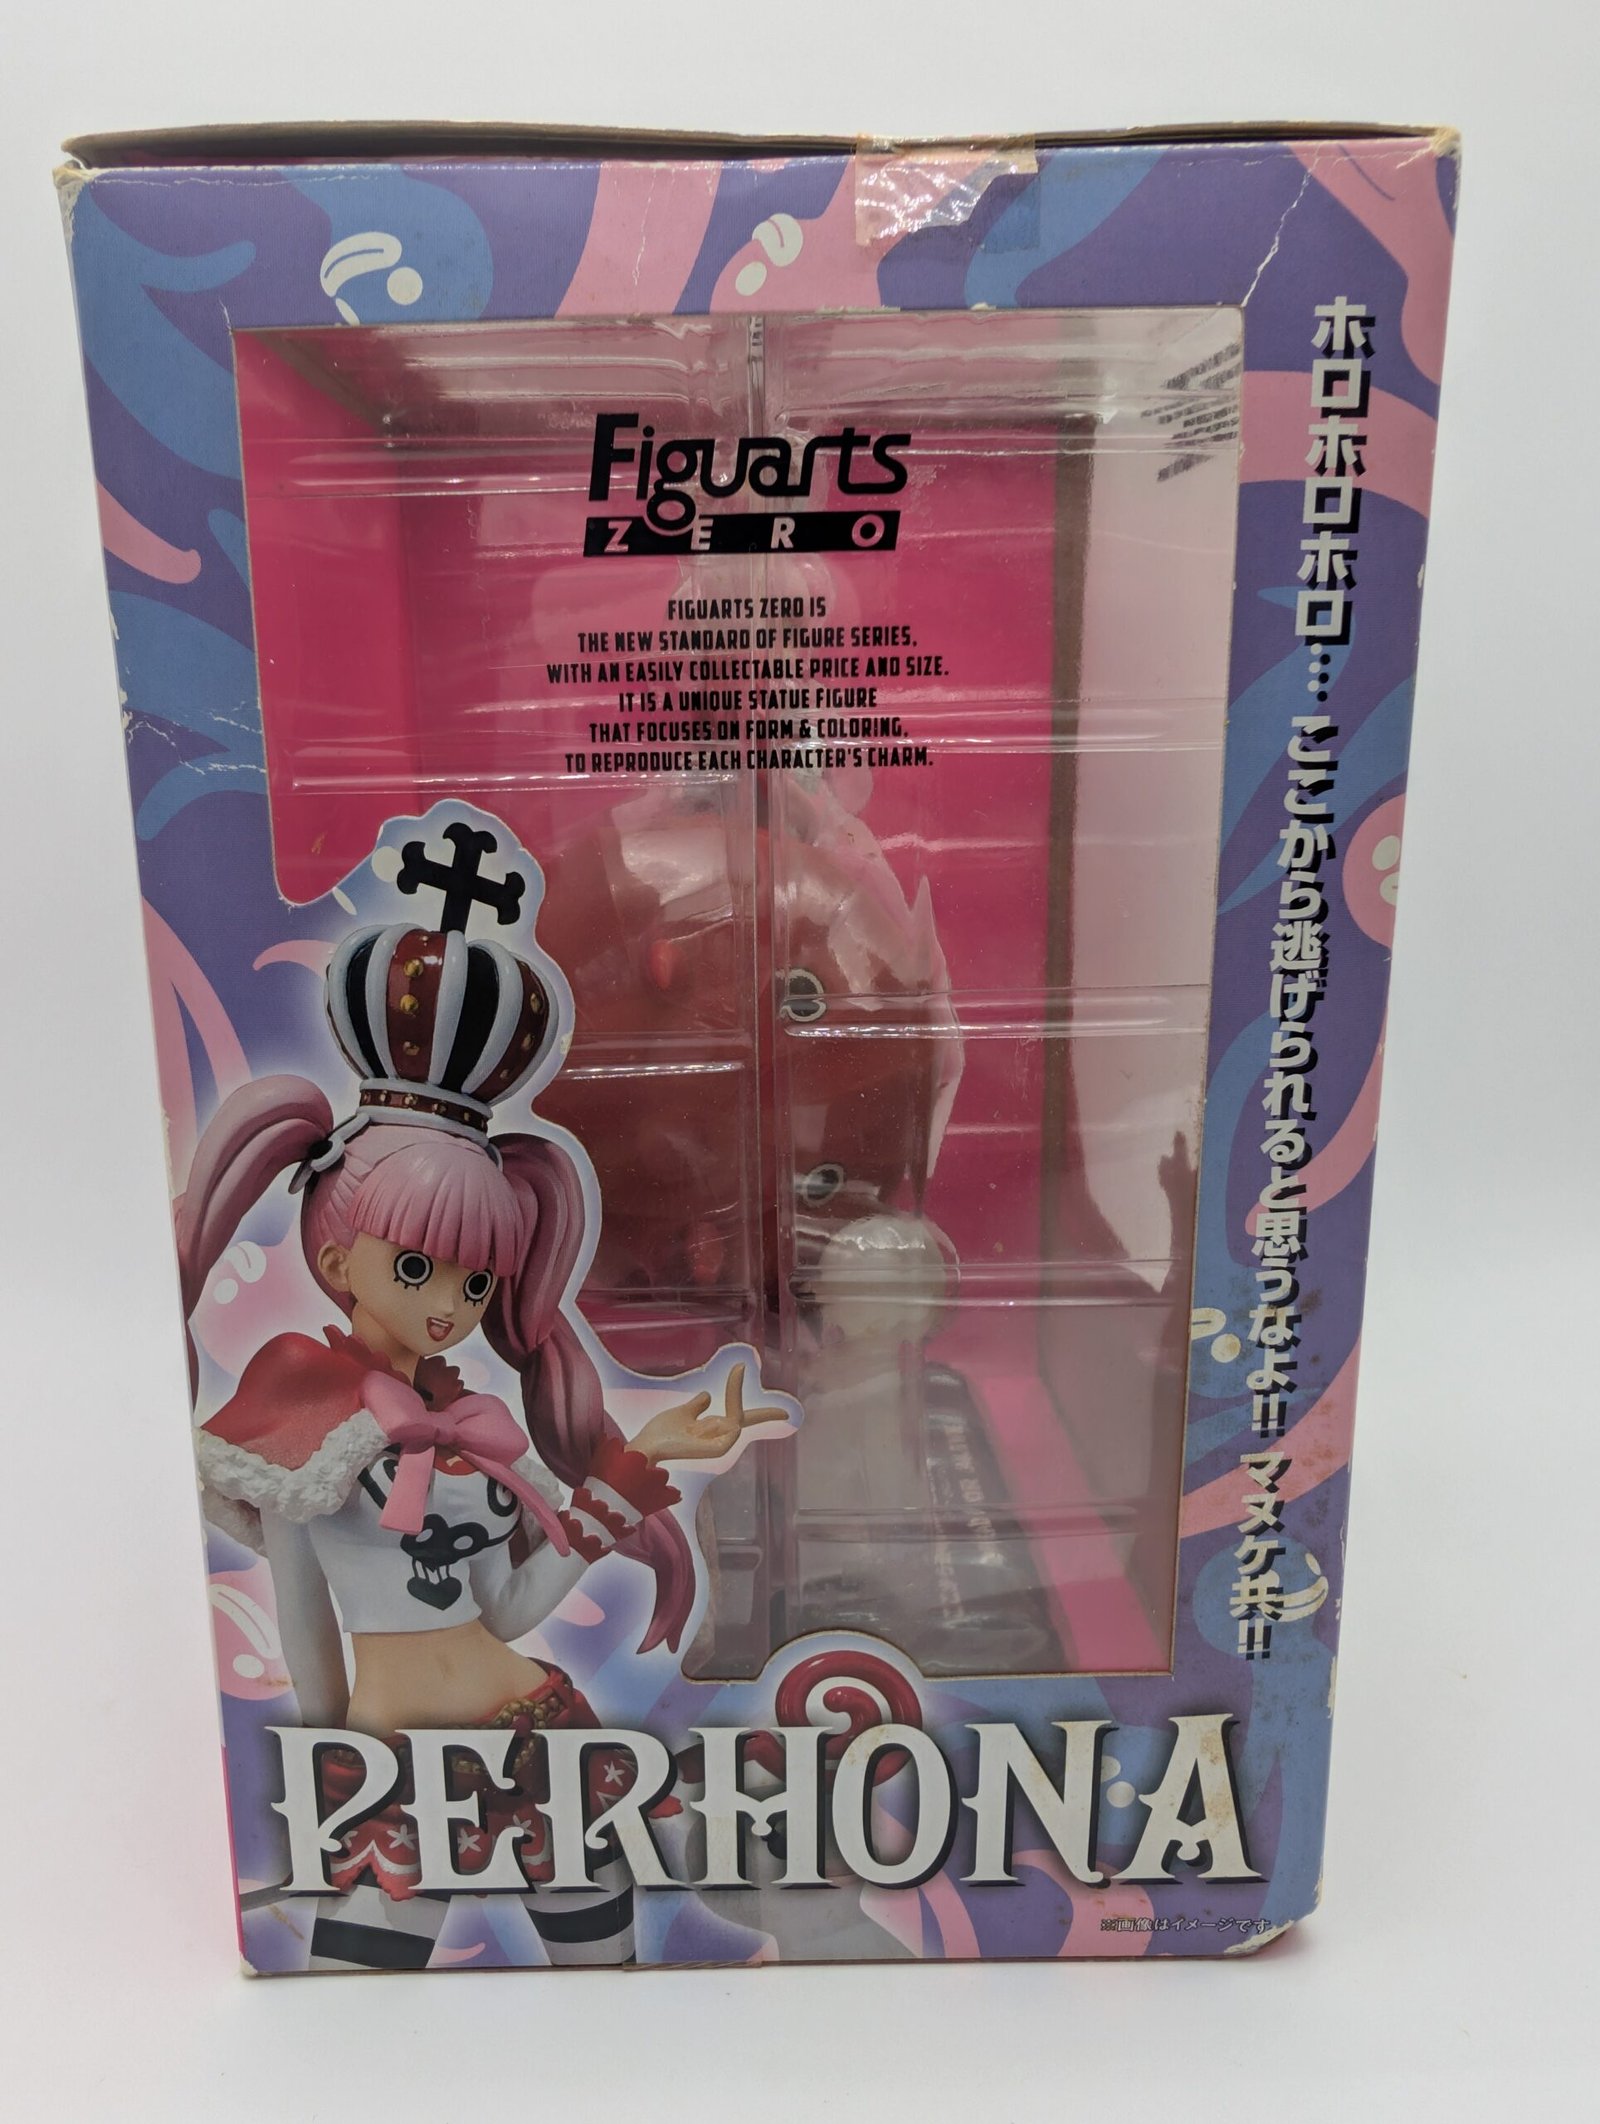 Figuarts
ZERO
FIGUARTS ZERO IS
THE NEW STANDARD OF FIGURE SERIES,
WITH AN EASILY COLLECTABLE PRICE AND SIZE.
IT IS A UNIQUE STATUE FIGURE
THAT FOCUSES ON FORM & COLORING,
TO REPRODUCE EACH CHARACTER'S CHARM.
ホロホロホロホロ…ここから逃げられると思うなよ!! マヌケ共!!
PERHONA
※画像はイメージです